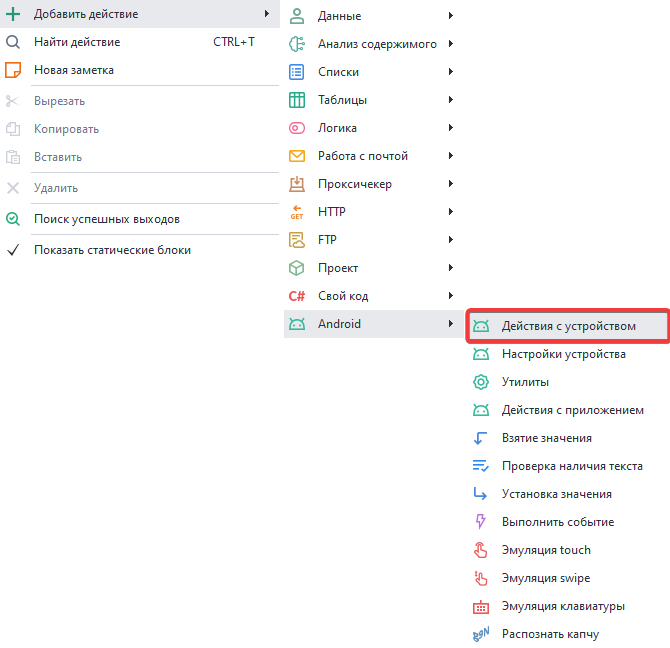 Добавить действие
Найти действие CTRL+T
Новая заметка
Вырезать
Копировать
Вставить
Удалить
Поиск успешных выходов
Показать статические блоки
Данные
Анализ содержимого
Списки
Таблицы
Логика
Работа с почтой
Проксичекер
GET HTTP
FTP
Проект
C# Свой код
Android
Действия с устройством
Настройки устройства
Утилиты
Действия с приложением
Взятие значения
Проверка наличия текста
Установка значения
Выполнить событие
Эмуляция touch
Эмуляция swipe
Эмуляция клавиатуры
Распознать капчу